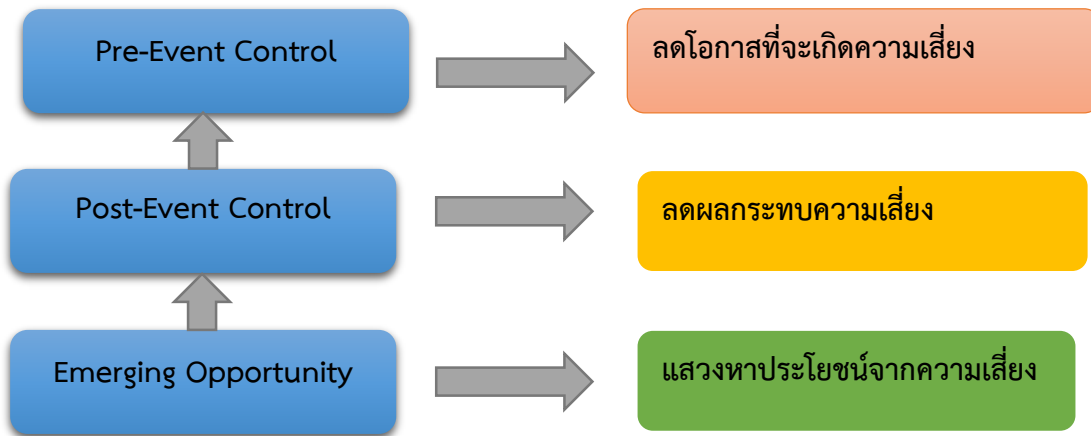 Pre-Event Control
ลดโอกาสที่จะเกิดความเสี่ยง
Post-Event Control
ลดผลกระทบความเสี่ยง
Emerging Opportunity
แสวงหาประโยชน์จากความเสี่ยง